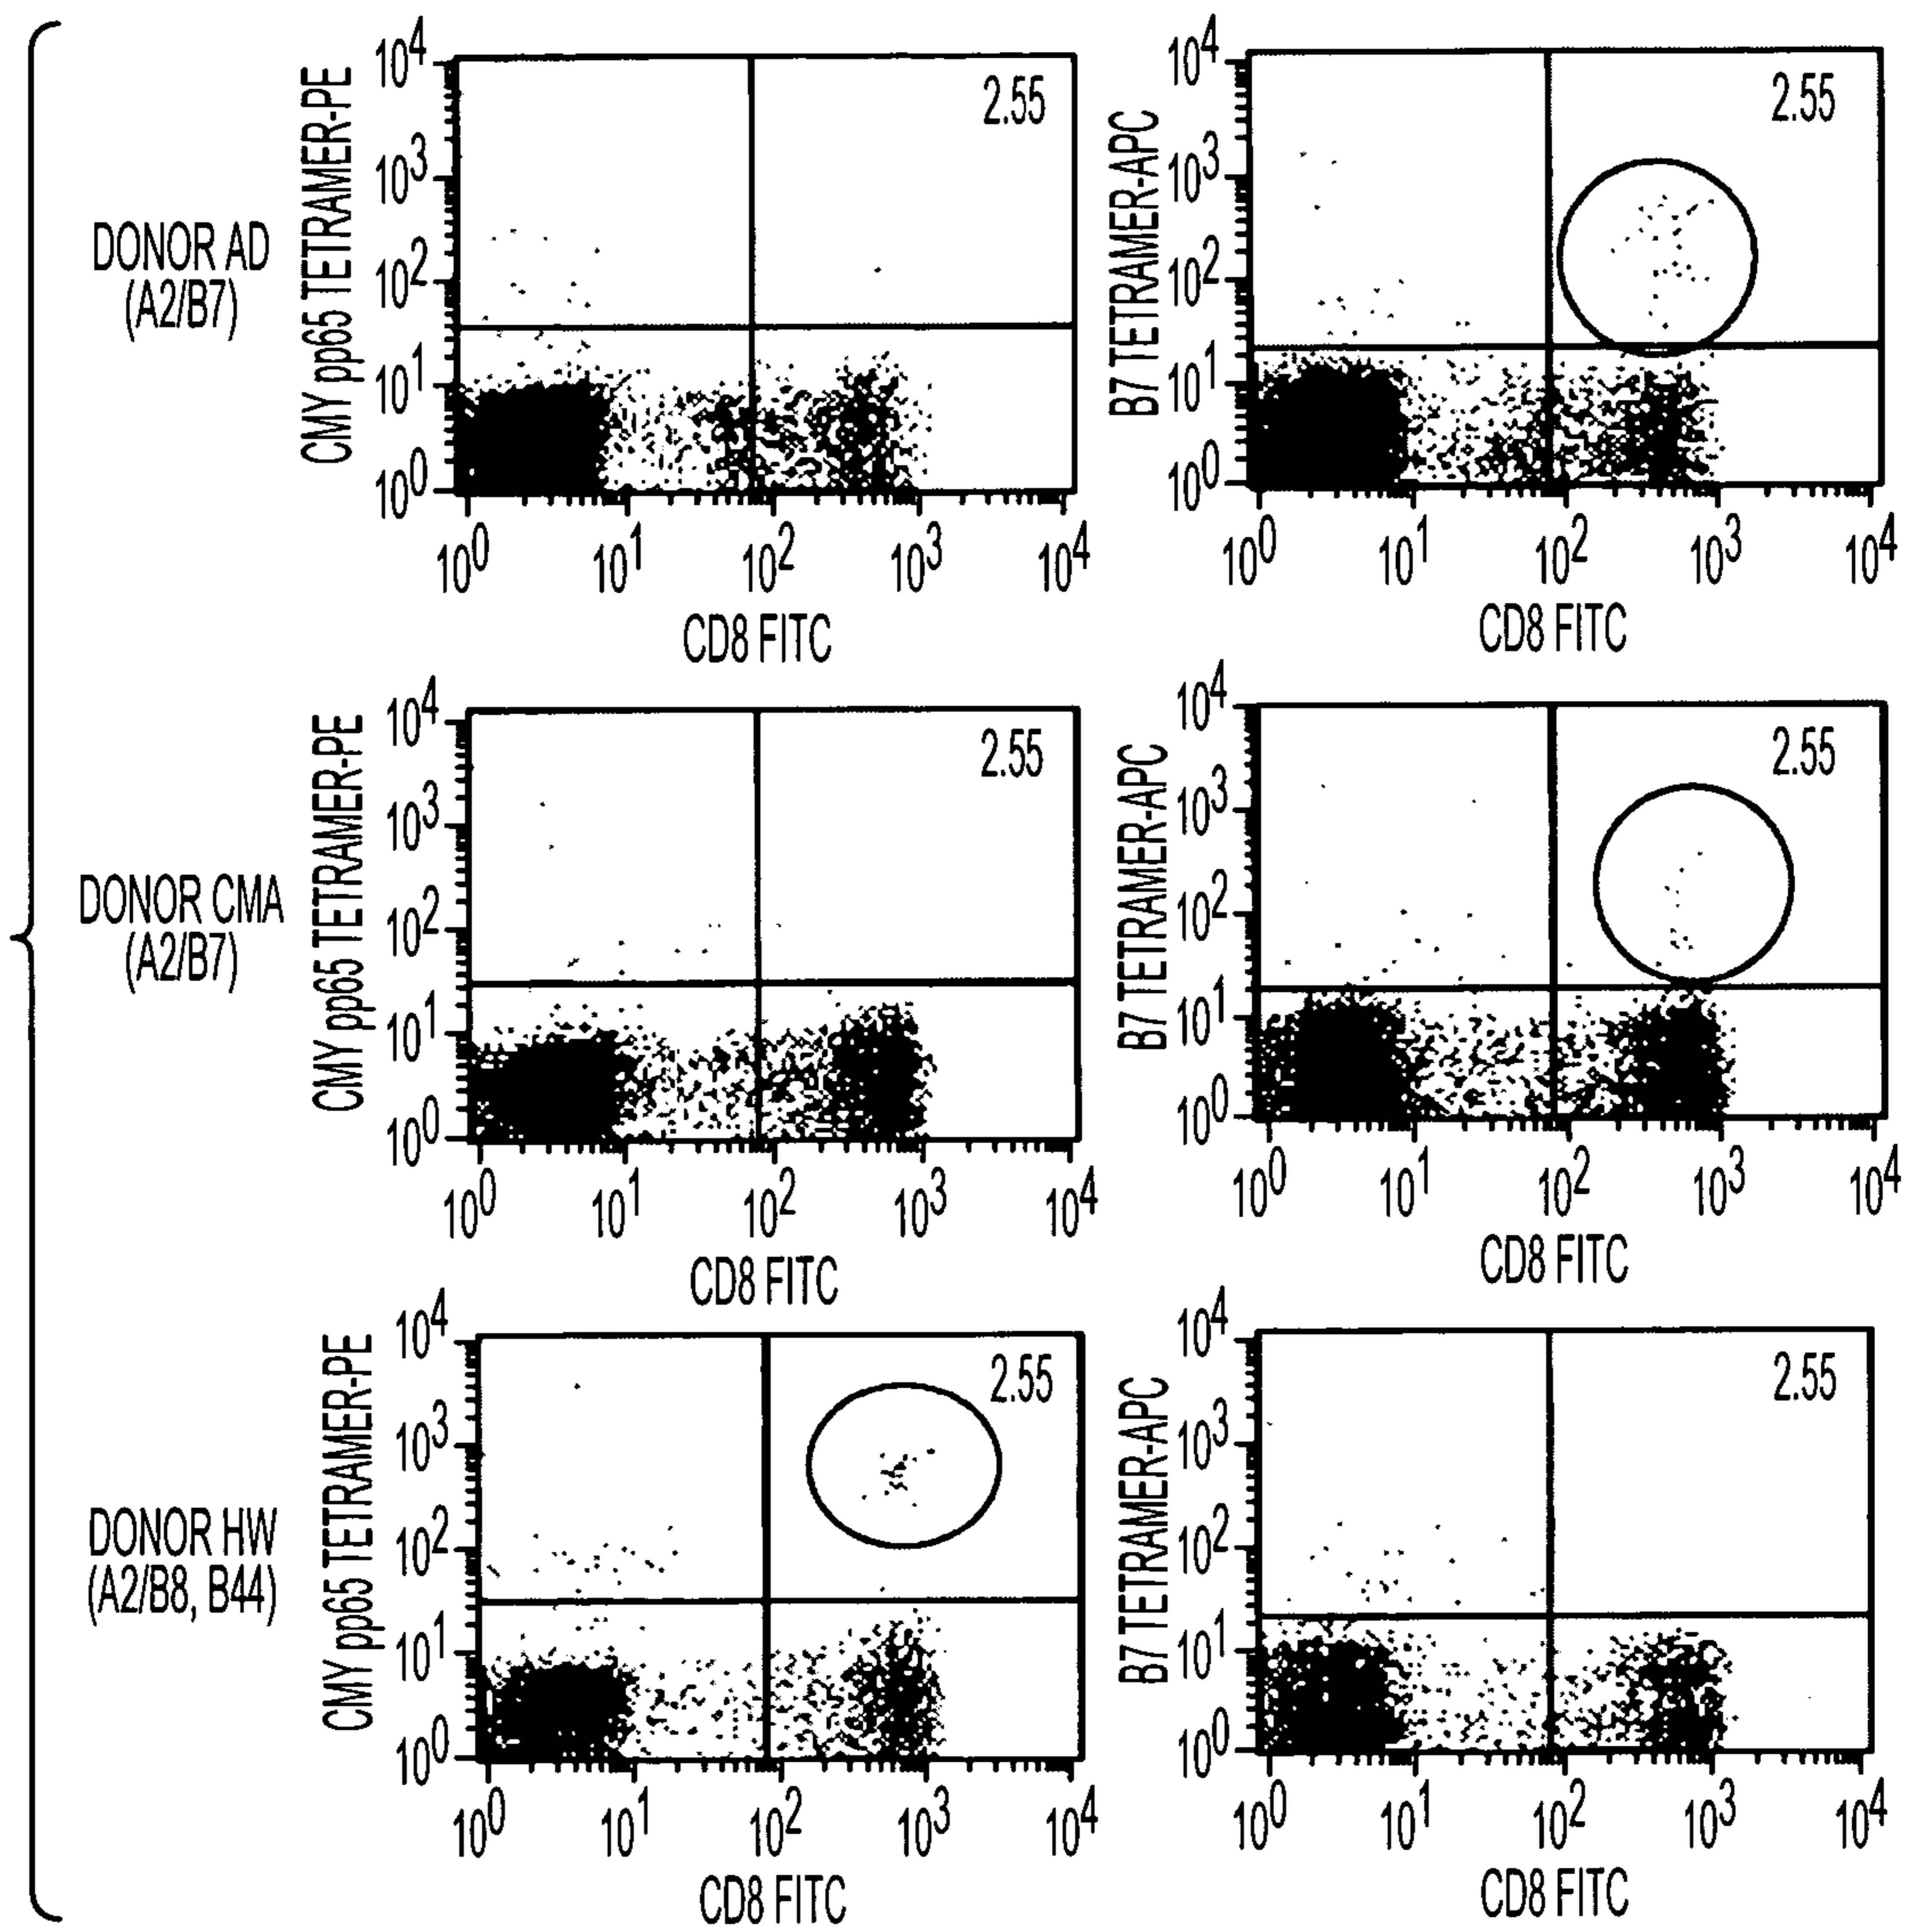 DONOR AD
(A2/B7)
CMY pp65 TETRAMER-PE
10^4
10^3
10^2
10^1
10^0
2.55
10^0 10^1 10^2 10^3 10^4
CD8 FITC
B7 TETRAMER-APC
10^4
10^3
10^2
10^1
10^0
2.55
10^0 10^1 10^2 10^3 10^4
CD8 FITC
DONOR CMA
(A2/B7)
CMY pp65 TETRAMER-PE
10^4
10^3
10^2
10^1
10^0
2.55
10^0 10^1 10^2 10^3 10^4
CD8 FITC
B7 TETRAMER-APC
10^4
10^3
10^2
10^1
10^0
2.55
10^0 10^1 10^2 10^3 10^4
CD8 FITC
DONOR HW
(A2/B8, B44)
CMY pp65 TETRAMER-PE
10^4
10^3
10^2
10^1
10^0
2.55
10^0 10^1 10^2 10^3 10^4
CD8 FITC
B7 TETRAMER-APC
10^4
10^3
10^2
10^1
10^0
2.55
10^0 10^1 10^2 10^3 10^4
CD8 FITC